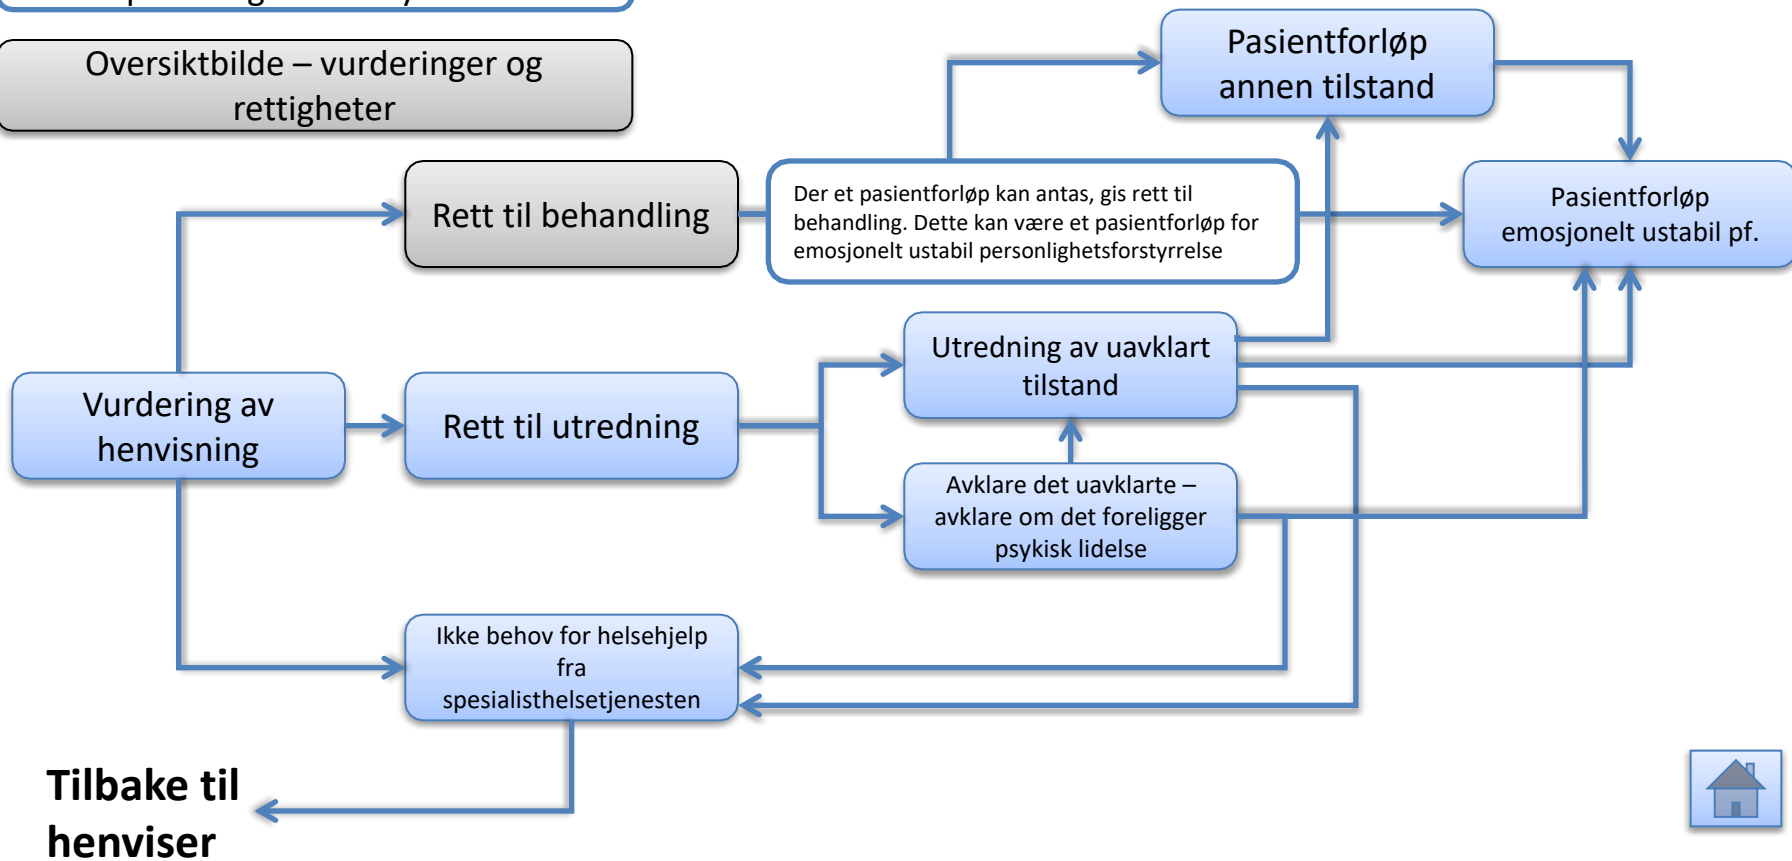 Oversiktbilde – vurderinger og
rettigheter
Pasientforløp
annen tilstand
Rett til behandling
Der et pasientforløp kan antas, gis rett til
behandling. Dette kan være et pasientforløp for
emosjonelt ustabil personlighetsforstyrrelse
Pasientforløp
emosjonelt ustabil pf.
Utredning av uavklart
tilstand
Vurdering av
henvisning
Rett til utredning
Avklare det uavklarte –
avklare om det foreligger
psykisk lidelse
Ikke behov for helsehjelp
fra
spesialisthelsetjenesten
Tilbake til
henviser